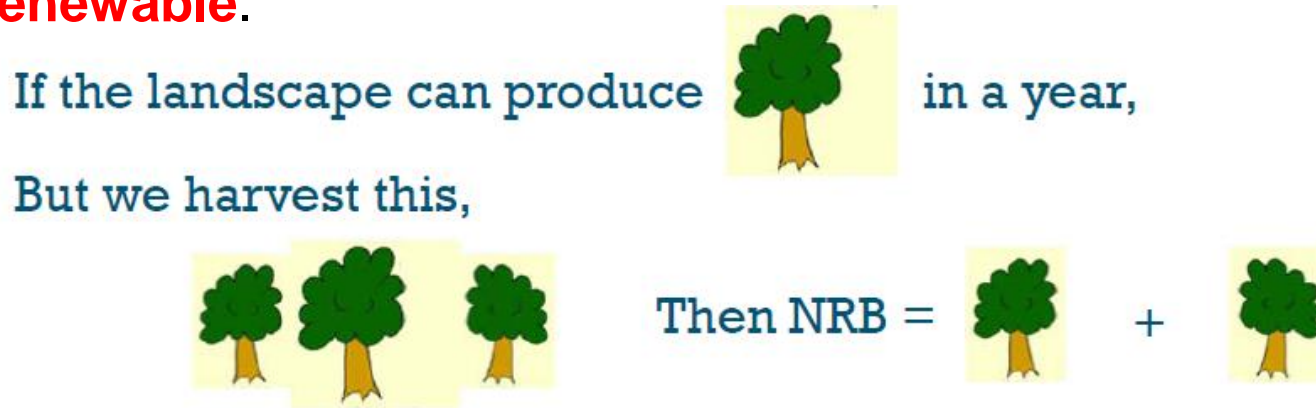 enewable.
If the landscape can produce in a year,
But we harvest this,
Then NRB = +